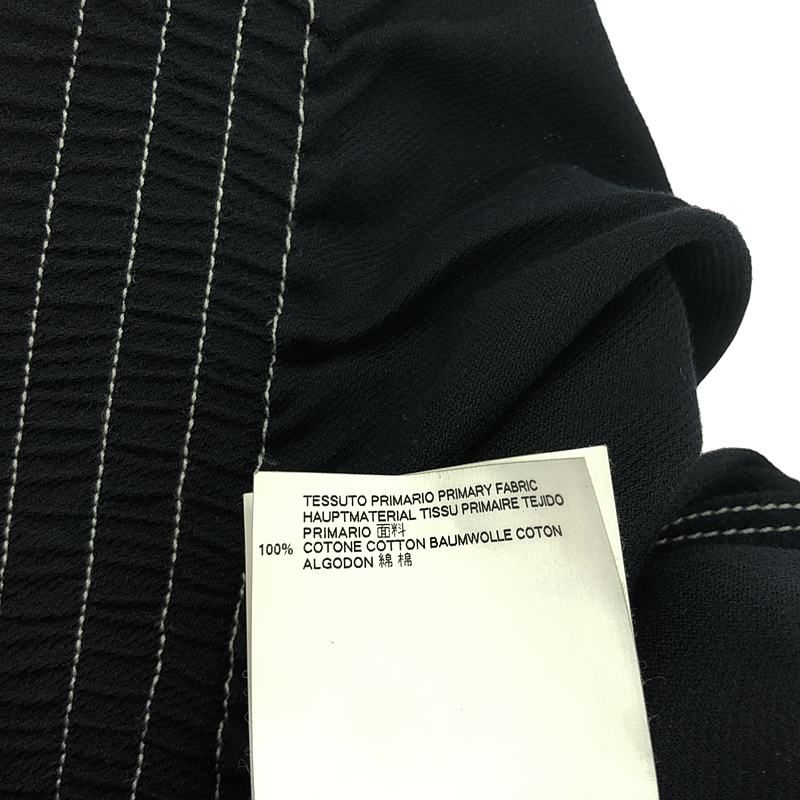 TESSUTO PRIMARIO PRIMARY FABRIC
HAUPTMATERIAL TISSU PRIMAIRE TEJIDO
PRIMARIO 面料
100% COTONE COTTON BAUMWOLLE COTON
ALGODON 綿 棉